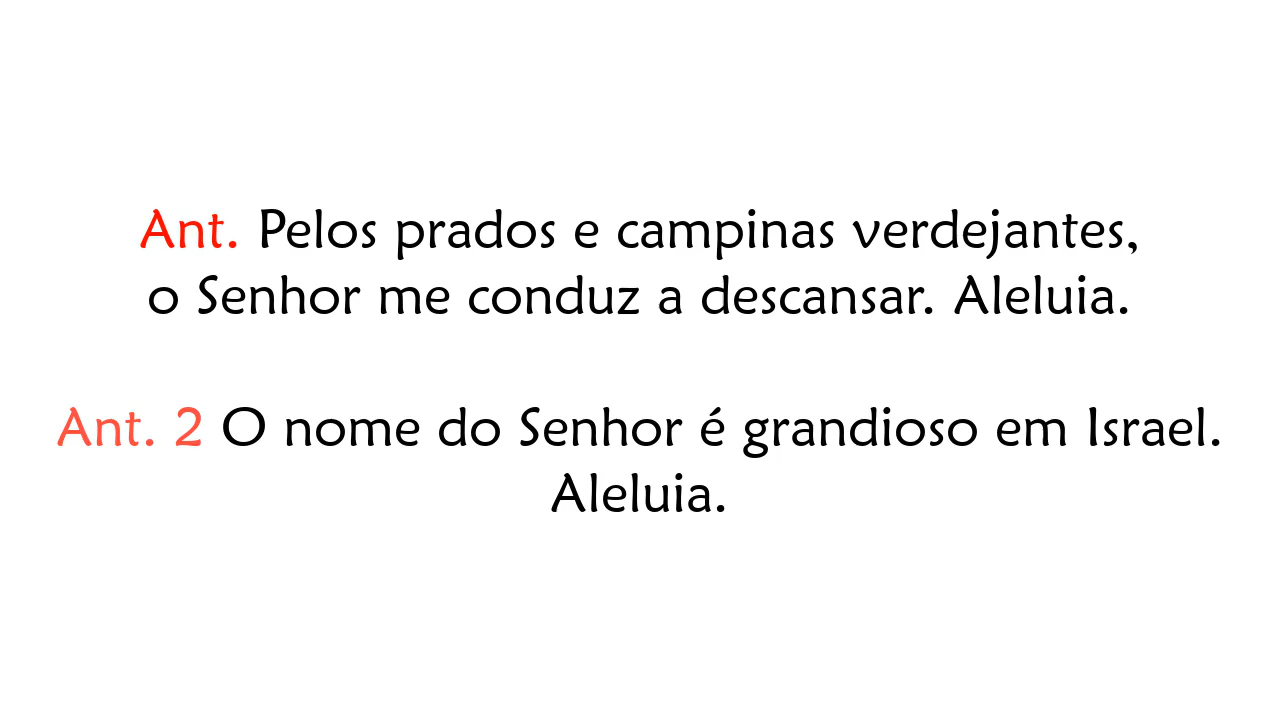 Ant. Pelos prados e campinas verdejantes,
o Senhor me conduz a descansar. Aleluia.
Ant. 2 O nome do Senhor é grandioso em Israel.
Aleluia.